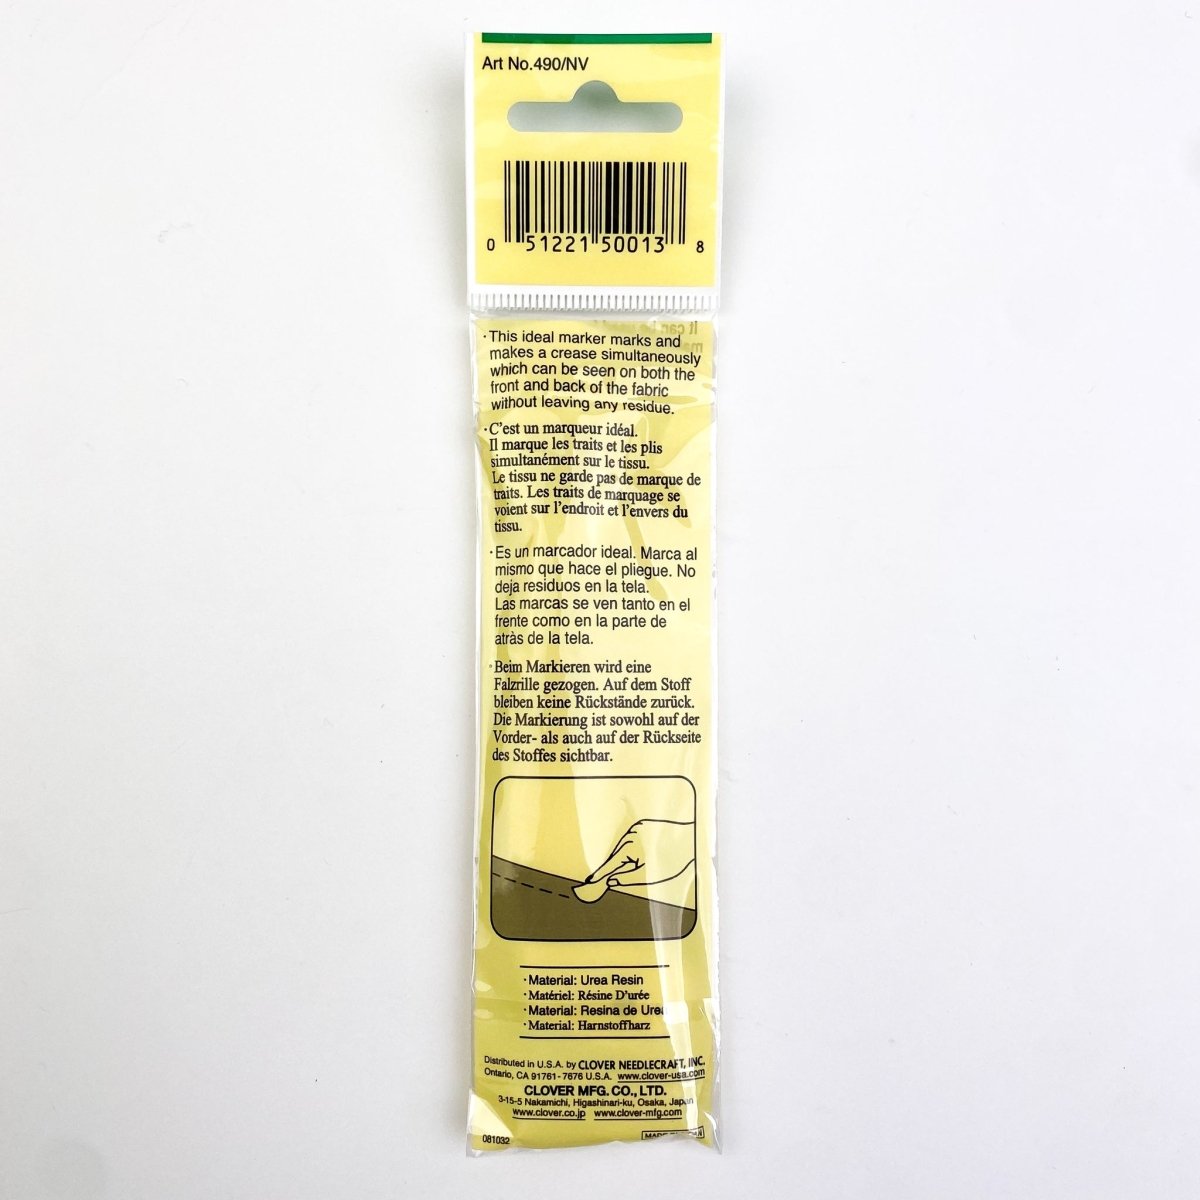 Art No.490/NV
0 51221 50013 8
·This ideal marker marks and
makes a crease simultaneously
which can be seen on both the
front and back of the fabric
without leaving any residue.
·C'est un marqueur idéal.
Il marque les traits et les plis
simultanément sur le tissu.
Le tissu ne garde pas de marque de
traits. Les traits de marquage se
voient sur l'endroit et l'envers du
tissu.
·Es un marcador ideal. Marca al
mismo que hace el pliegue. No
deja residuos en la tela.
Las marcas se ven tanto en el
frente como en la parte de
atràs de la tela.
·Beim Markieren wird eine
Falzrille gezogen. Auf dem Stoff
bleiben keine Rückstände zurück.
Die Markierung ist sowohl auf der
Vorder- als auch auf der Rückseite
des Stoffes sichtbar.
·Material: Urea Resin
·Matériel: Résine D'urée
·Material: Resina de Urea
·Material: Harnstoffharz
Distributed in U.S.A. by CLOVER NEEDLECRAFT, INC.
Ontario, CA 91761-7676 U.S.A. www.clover-usa.com
CLOVER MFG. CO., LTD.
3-15-5 Nakamichi, Higashinari-ku, Osaka, Japan
www.clover.co.jp www.clover-mfg.com
081032
MADE